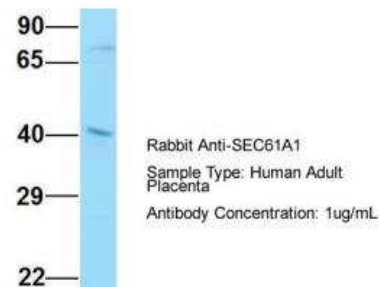 90
65
40
29
22
Rabbit Anti-SEC61A1
Sample Type: Human Adult
Placenta
Antibody Concentration: 1ug/mL